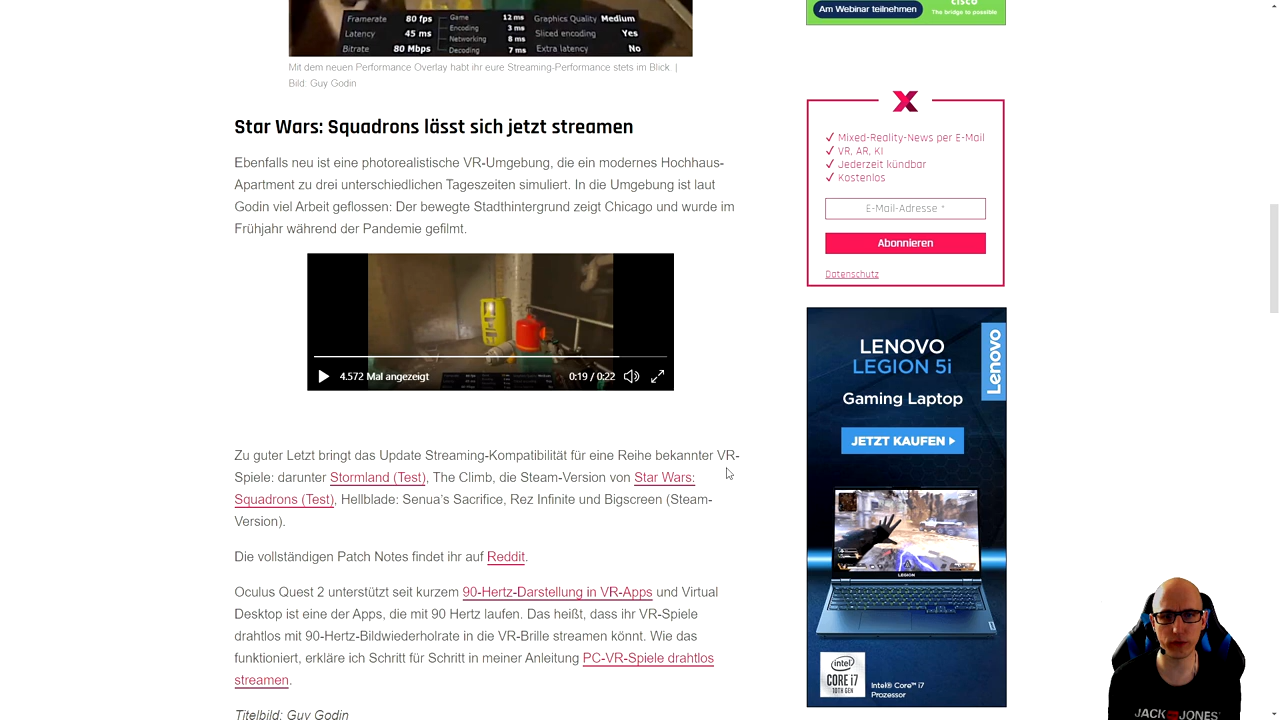 Framerate 80 fps
Latency 45 ms
Bitrate 80 Mbps
Game 12 ms
Encoding 3 ms
Networking 8 ms
Decoding 7 ms
Graphics Quality Medium
Sliced encoding Yes
Extra latency No
Mit dem neuen Performance Overlay habt ihr eure Streaming-Performance stets im Blick. |
Bild: Guy Godin
Star Wars: Squadrons lässt sich jetzt streamen
Ebenfalls neu ist eine photorealistische VR-Umgebung, die ein modernes Hochhaus-
Apartment zu drei unterschiedlichen Tageszeiten simuliert. In die Umgebung ist laut
Godin viel Arbeit geflossen: Der bewegte Stadthintergrund zeigt Chicago und wurde im
Frühjahr während der Pandemie gefilmt.
4.572 Mal angezeigt
0:19 / 0:22
Zu guter Letzt bringt das Update Streaming-Kompatibilität für eine Reihe bekannter VR-
Spiele: darunter Stormland (Test), The Climb, die Steam-Version von Star Wars:
Squadrons (Test), Hellblade: Senua's Sacrifice, Rez Infinite und Bigscreen (Steam-
Version).
Die vollständigen Patch Notes findet ihr auf Reddit.
Oculus Quest 2 unterstützt seit kurzem 90-Hertz-Darstellung in VR-Apps und Virtual
Desktop ist eine der Apps, die mit 90 Hertz laufen. Das heißt, dass ihr VR-Spiele
drahtlos mit 90-Hertz-Bildwiederholrate in die VR-Brille streamen könnt. Wie das
funktioniert, erkläre ich Schritt für Schritt in meiner Anleitung PC-VR-Spiele drahtlos
streamen.
Titelbild: Guy Godin
Am Webinar teilnehmen
cisco
The bridge to possible
X
✓ Mixed-Reality-News per E-Mail
✓ VR, AR, KI
✓ Jederzeit kündbar
✓ Kostenlos
E-Mail-Adresse *
Abonnieren
Datenschutz
LENOVO
LEGION 5i
Lenovo
Gaming Laptop
JETZT KAUFEN
LEGION
intel
CORE i7
10TH GEN
Intel® Core™ i7
Prozessor
JACK JONES